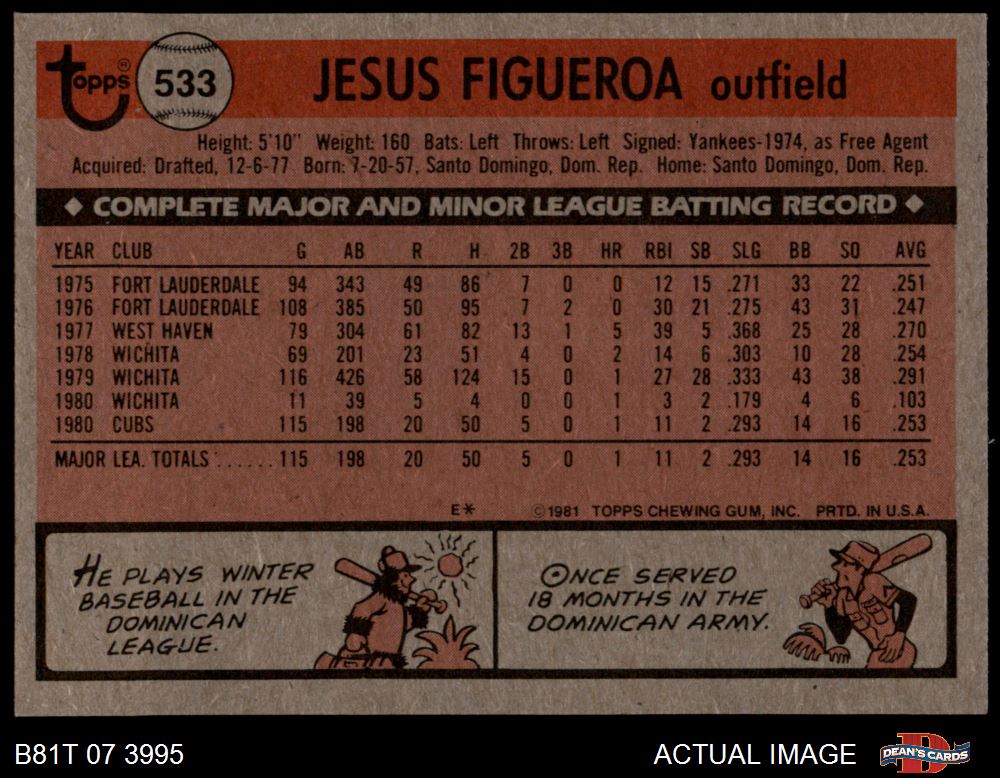 topps® 533 JESUS FIGUEROA outfield
Height: 5'10" Weight: 160 Bats: Left Throws: Left Signed: Yankees-1974, as Free Agent
Acquired: Drafted, 12-6-77 Born: 7-20-57, Santo Domingo, Dom. Rep. Home: Santo Domingo, Dom. Rep.
◆ COMPLETE MAJOR AND MINOR LEAGUE BATTING RECORD ◆
YEAR CLUB G AB R H 2B 3B HR RBI SB SLG BB SO AVG
1975 FORT LAUDERDALE 94 343 49 86 7 0 0 12 15 .271 33 22 .251
1976 FORT LAUDERDALE 108 385 50 95 7 2 0 30 21 .275 43 31 .247
1977 WEST HAVEN 79 304 61 82 13 1 5 39 5 .368 25 28 .270
1978 WICHITA 69 201 23 51 4 0 2 14 6 .303 10 28 .254
1979 WICHITA 116 426 58 124 15 0 1 27 28 .333 43 38 .291
1980 WICHITA 11 39 5 4 0 0 1 3 2 .179 4 6 .103
1980 CUBS 115 198 20 50 5 0 1 11 2 .293 14 16 .253
MAJOR LEA. TOTALS ...... 115 198 20 50 5 0 1 11 2 .293 14 16 .253
E* ©1981 TOPPS CHEWING GUM, INC. PRTD. IN U.S.A.
HE PLAYS WINTER
BASEBALL IN THE
DOMINICAN
LEAGUE.
ONCE SERVED
18 MONTHS IN THE
DOMINICAN ARMY.
B81T 07 3995 ACTUAL IMAGE DEAN'S CARDS